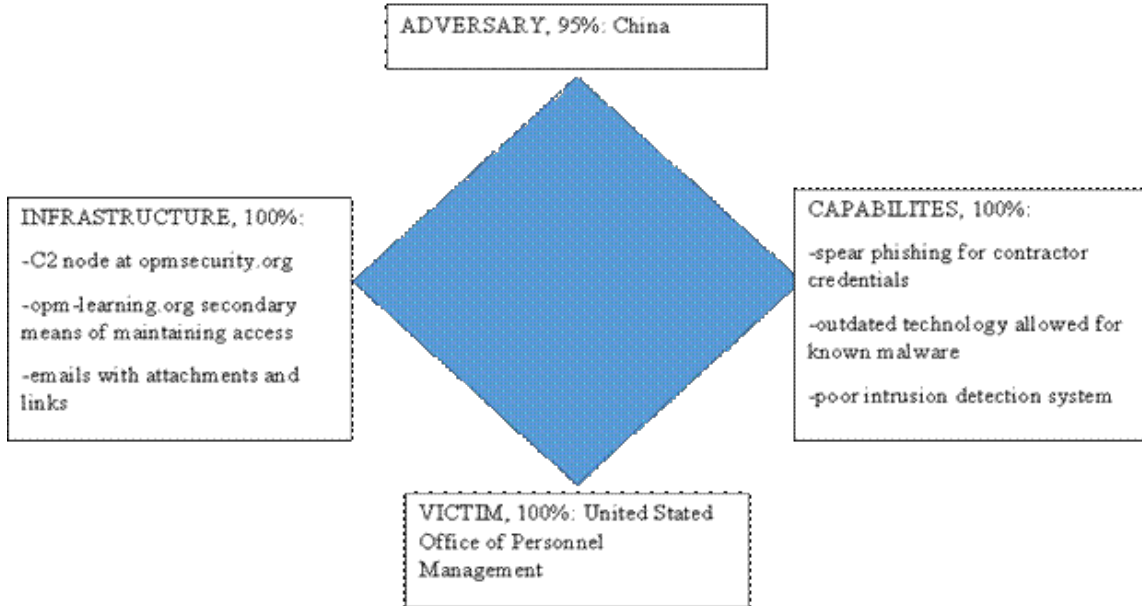 ADVERSARY, 95%: China
INFRASTRUCTURE, 100%:
-C2 node at opmsecurity.org
-opm-learning.org secondary
means of maintaining access
-emails with attachments and
links
CAPABILITES, 100%:
-spear phishing for contractor
credentials
-outdated technology allowed for
known malware
-poor intrusion detection system
VICTIM, 100%: United Stated
Office of Personnel
Management